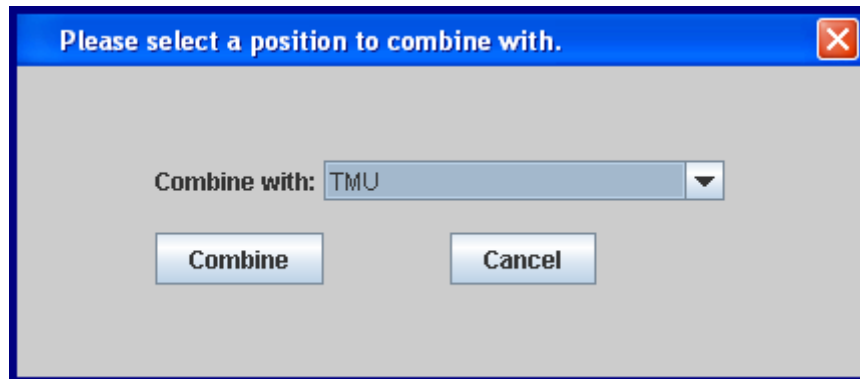 Please select a position to combine with.
Combine with: TMU
Combine Cancel